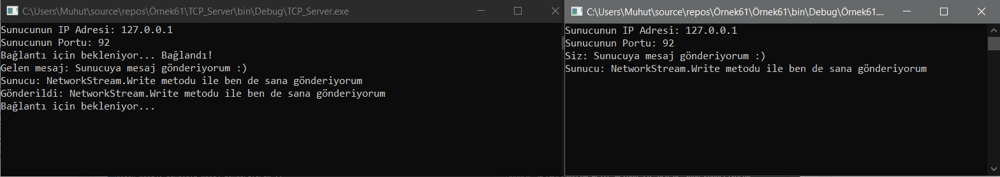 C:\Users\Muhut\source\repos\Örnek61\TCP_Server\bin\Debug\TCP_Server.exe
Sunucunun IP Adresi: 127.0.0.1
Sunucunun Portu: 92
Bağlantı için bekleniyor... Bağlandı!
Gelen mesaj: Sunucuya mesaj gönderiyorum :)
Sunucu: NetworkStream.Write metodu ile ben de sana gönderiyorum
Gönderildi: NetworkStream.Write metodu ile ben de sana gönderiyorum
Bağlantı için bekleniyor...
C:\Users\Muhut\source\repos\Örnek61\Örnek61\bin\Debug\Örnek61....
Sunucunun IP Adresi: 127.0.0.1
Sunucunun Portu: 92
Siz: Sunucuya mesaj gönderiyorum :)
Sunucu: NetworkStream.Write metodu ile ben de sana gönderiyorum